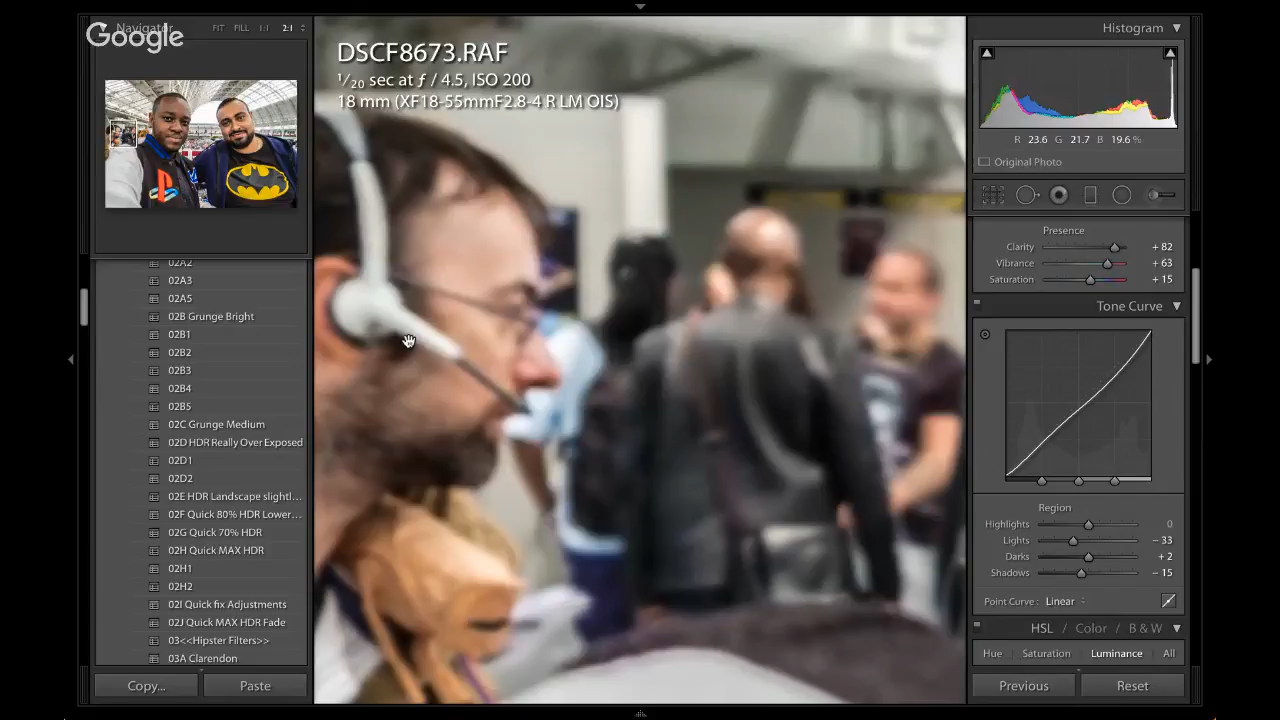 Navigator
FIT FILL 1:1 2:1
Google
02A2
02A3
02A5
02B Grunge Bright
02B1
02B2
02B3
02B4
02B5
02C Grunge Medium
02D HDR Really Over Exposed
02D1
02D2
02E HDR Landscape slightl...
02F Quick 80% HDR Lower...
02G Quick 70% HDR
02H Quick MAX HDR
02H1
02H2
02I Quick fix Adjustments
02J Quick MAX HDR Fade
03<<Hipster Filters>>
03A Clarendon
Copy...
Paste
DSCF8673.RAF
1/20 sec at ƒ / 4.5, ISO 200
18 mm (XF18-55mmF2.8-4 R LM OIS)
Histogram
R 23.6 G 21.7 B 19.6 %
Original Photo
Presence
Clarity + 82
Vibrance + 63
Saturation + 15
Tone Curve
Region
Highlights 0
Lights – 33
Darks + 2
Shadows – 15
Point Curve : Linear
HSL / Color / B & W
Hue Saturation Luminance All
Previous
Reset